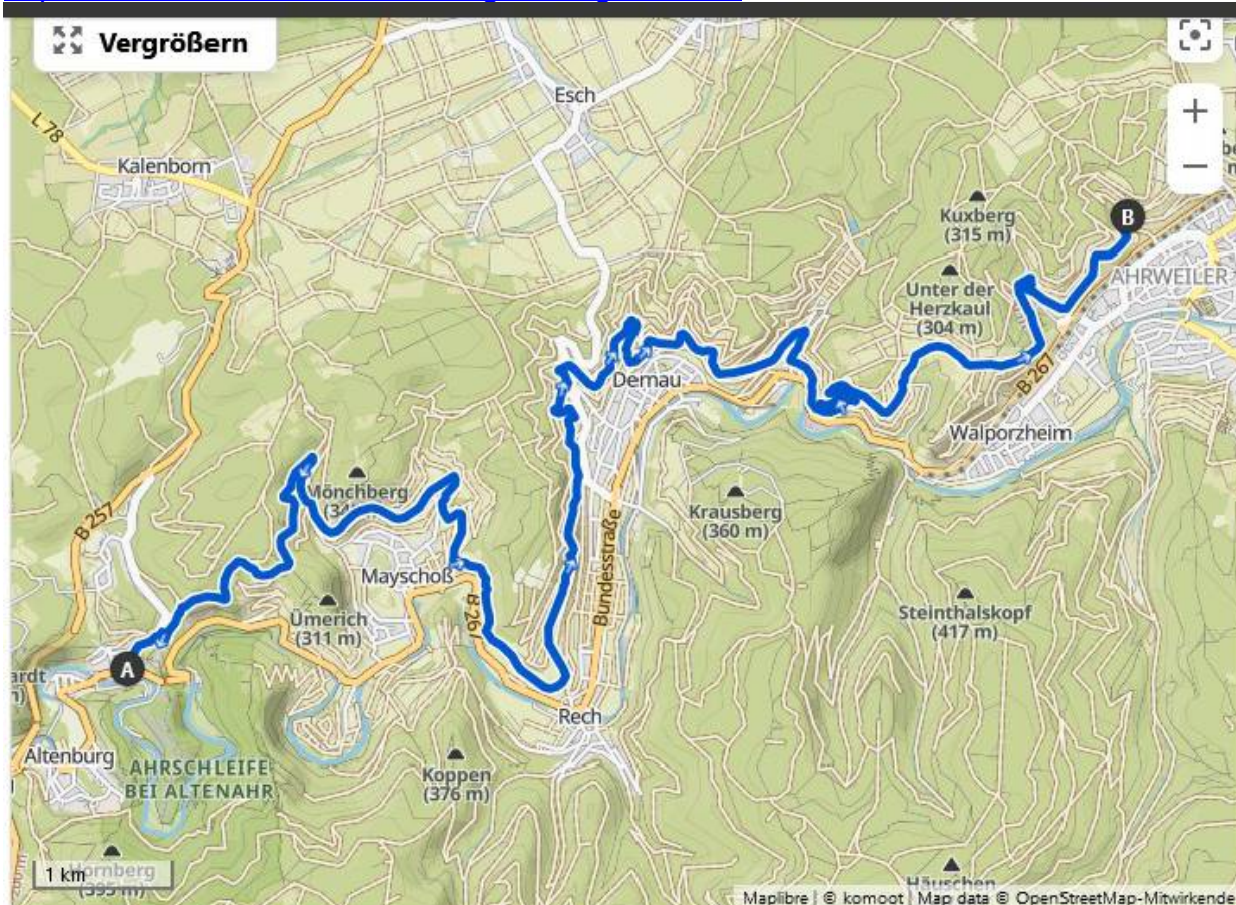 Vergrößern
Esch
L 78
Kalenborn
Kuxberg
(315 m)
B
AHRWEILER
Unter der
Herzkaul
(304 m)
B 267
Dernau
Walporzheim
Mönchberg
Krausberg
(360 m)
B 257
Mayschoß
Bundesstraße
Steinthalskopf
(417 m)
Ümerich
(311 m)
B 267
A
Rech
Altenburg
AHRSCHLEIFE
BEI ALTENAHR
Koppen
(376 m)
1 km
Hornberg
(395 m)
Häuschen
Maplibre | © komoot | Map data © OpenStreetMap-Mitwirkende